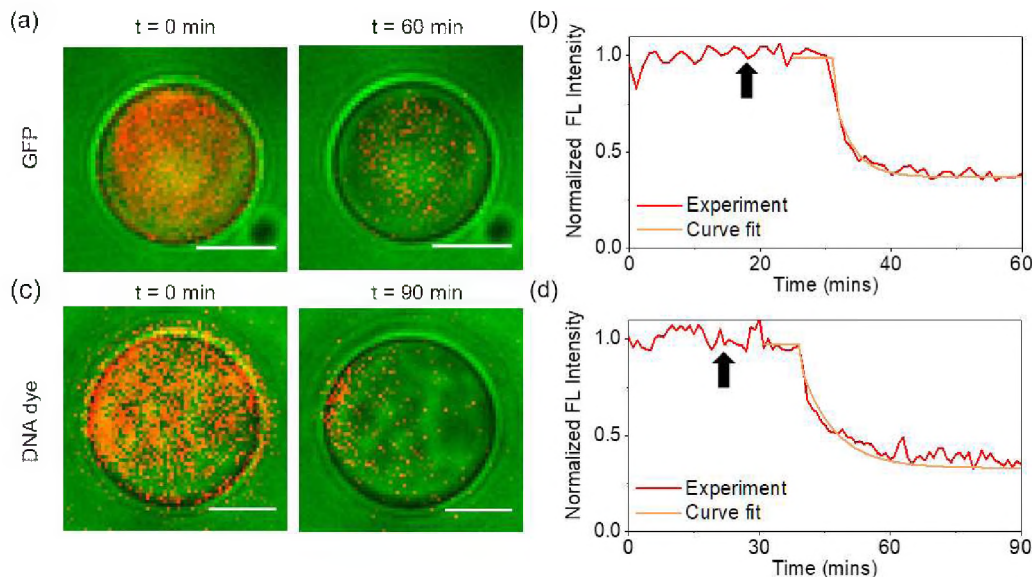 (a)
t = 0 min
t = 60 min
GFP
(b)
Normalized FL Intensity
1.0
0.5
0.0
Experiment
Curve fit
0
20
40
60
Time (mins)
(c)
t = 0 min
t = 90 min
DNA dye
(d)
Normalized FL Intensity
1.0
0.5
0.0
Experiment
Curve fit
0
30
60
90
Time (mins)